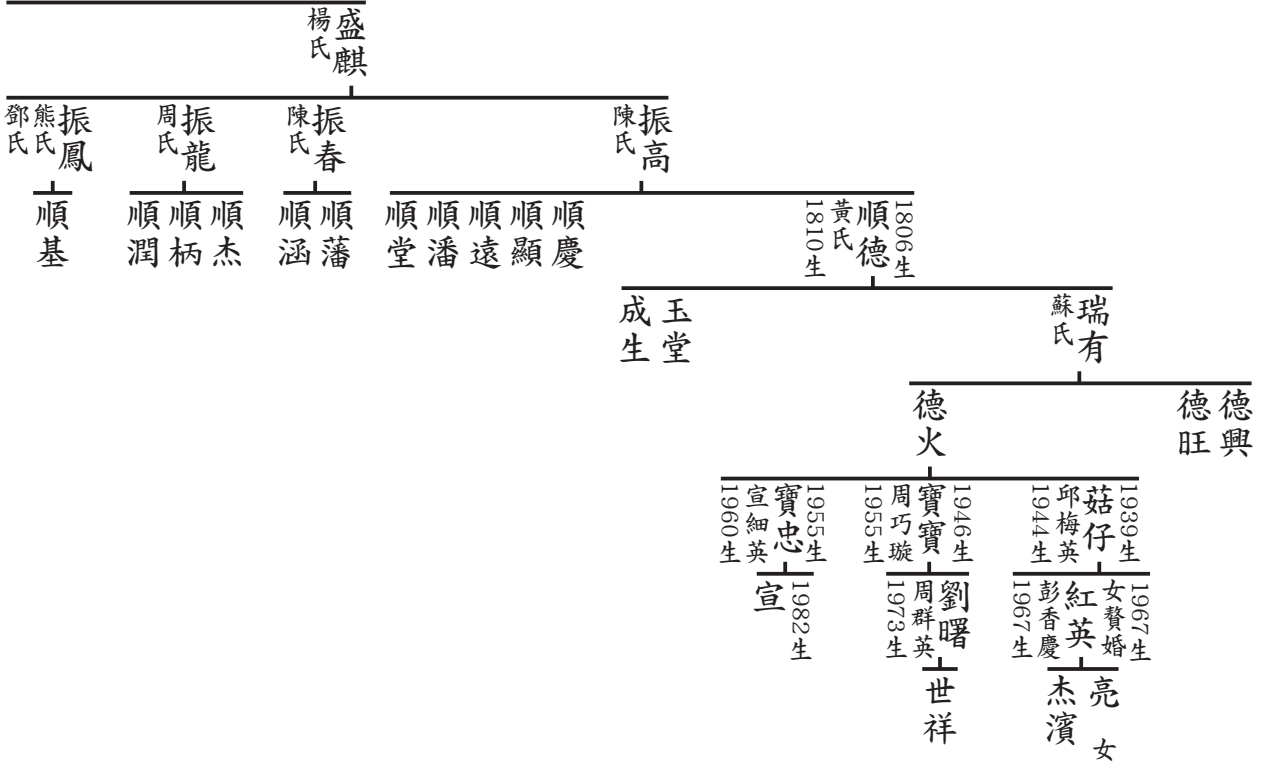 盛麒
楊氏
振高
陳氏
振春
陳氏
振龍
周氏
振鳳
熊氏
鄧氏
1806生
順德
黃氏
1810生
順慶
順顯
順遠
順潘
順堂
順藩
順涵
順杰
順柄
順潤
順基
瑞有
蘇氏
玉堂
成生
德興
德旺
德火
1939生
菇仔
邱梅英
1944生
1946生
寶寶
周巧璇
1955生
1955生
寶忠
宣細英
1960生
1967生
女贅婚
紅英
彭香慶
1967生
劉曙
周群英
1973生
1982生
宣
亮
女
杰濱
世祥